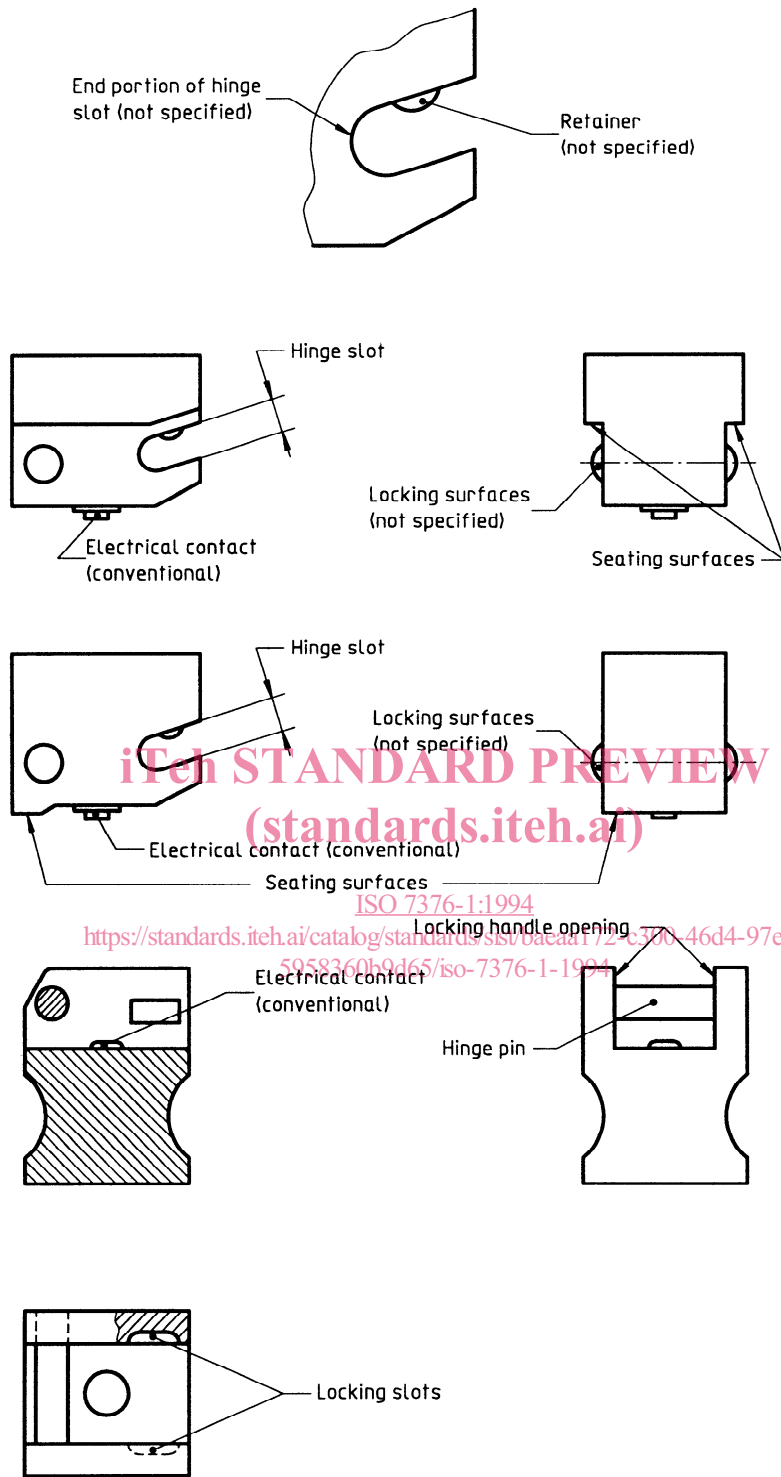 End portion of hinge
slot (not specified)
Retainer
(not specified)
Hinge slot
Electrical contact
(conventional)
Locking surfaces
(not specified)
Seating surfaces
Hinge slot
Locking surfaces
(not specified)
iTeh STANDARD PREVIEW
(standards.iteh.ai)
Electrical contact (conventional)
Seating surfaces
ISO 7376-1:1994
Locking handle opening
https://standards.iteh.ai/catalog/standards/sist/baeaa172-c300-46d4-97e
5958360b9d65/iso-7376-1-1994
Electrical contact
(conventional)
Hinge pin
Locking slots